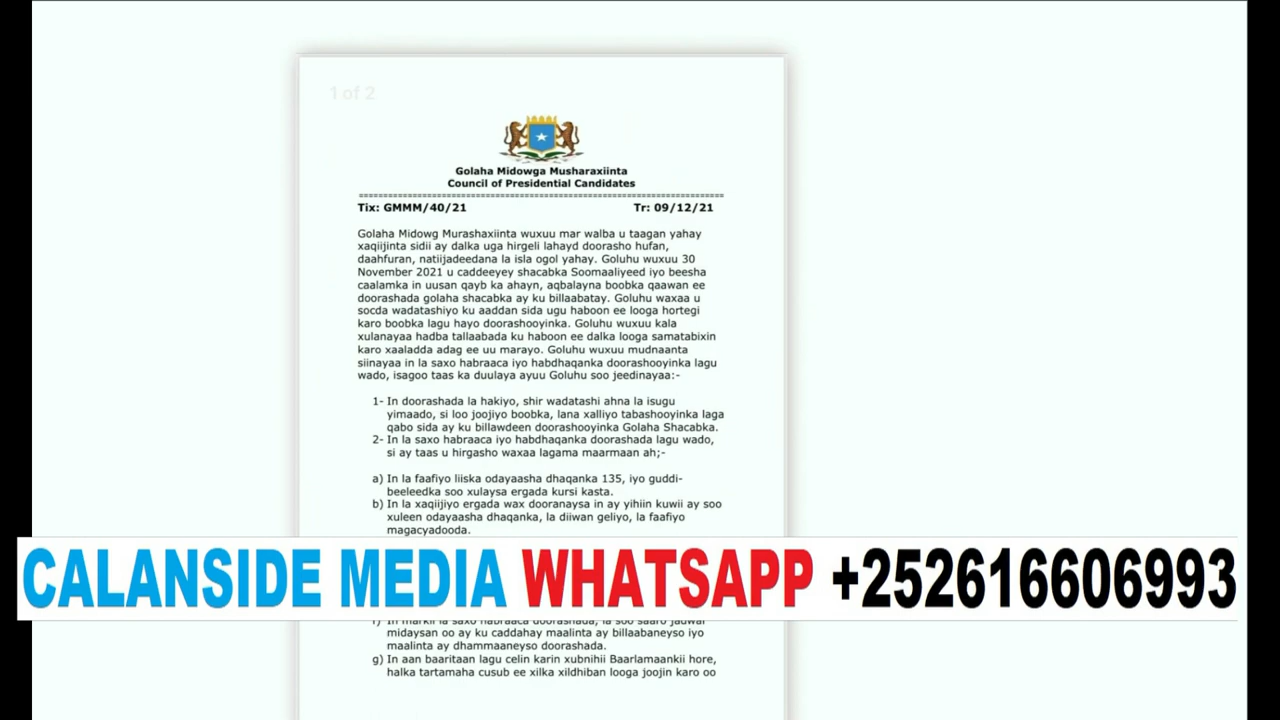 1 of 2
Golaha Midowga Musharaxiinta
Council of Presidential Candidates
===========================================================================
Tix: GMMM/40/21 Tr: 09/12/21
Golaha Midowg Murashaxiinta wuxuu mar walba u taagan yahay
xaqiijinta sidii ay dalka uga hirgeli lahayd doorasho hufan,
daahfuran, natiijadeedana la isla ogol yahay. Goluhu wuxuu 30
November 2021 u caddeeyey shacabka Soomaaliyeed iyo beesha
caalamka in uusan qayb ka ahayn, aqbalayna boobka qaawan ee
doorashada golaha shacabka ay ku billaabatay. Goluhu waxaa u
socda wadatashiyo ku aaddan sida ugu haboon ee looga hortegi
karo boobka lagu hayo doorashooyinka. Goluhu wuxuu kala
xulanayaa hadba tallaabada ku haboon ee dalka looga samatabixin
karo xaaladda adag ee uu marayo. Goluhu wuxuu mudnaanta
siinayaa in la saxo habraaca iyo habdhaqanka doorashooyinka lagu
wado, isagoo taas ka duulaya ayuu Goluhu soo jeedinayaa:-
1- In doorashada la hakiyo, shir wadatashi ahna la isugu
yimaado, si loo joojiyo boobka, lana xalliyo tabashooyinka laga
qabo sida ay ku billawdeen doorashooyinka Golaha Shacabka.
2- In la saxo habraaca iyo habdhaqanka doorashada lagu wado,
si ay taas u hirgasho waxaa lagama maarmaan ah;-
a) In la faafiyo liiska odayaasha dhaqanka 135, iyo guddi-
beeleedka soo xulaysa ergada kursi kasta.
b) In la xaqiijiyo ergada wax dooranaysa in ay yihiin kuwii ay soo
xuleen odayaasha dhaqanka, la diiwan geliyo, la faafiyo
magacyadooda.
CALANSIDE MEDIA WHATSAPP +252616606993
f) In markii la saxo habraaca doorashada, la soo saaro jadwal
midaysan oo ay ku caddahay maalinta ay billaabaneyso iyo
maalinta ay dhammaaneyso doorashada.
g) In aan baaritaan lagu celin karin xubnihii Baarlamaankii hore,
halka tartamaha cusub ee xilka xildhiban looga joojin karo oo